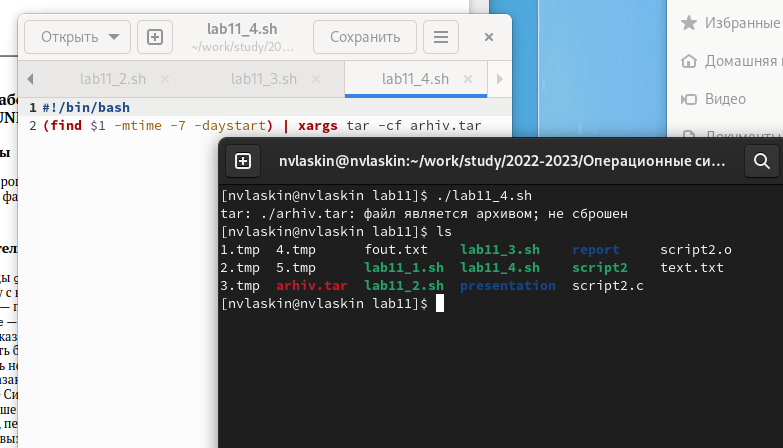 Открыть
lab11_4.sh
~/work/study/20...
Сохранить
lab11_2.sh
lab11_3.sh
lab11_4.sh
1 #!/bin/bash
2 (find $1 -mtime -7 -daystart) | xargs tar -cf arhiv.tar
Избранные
Домашняя
Видео
Документы
nvlaskin@nvlaskin:~/work/study/2022-2023/Операционные си...
[nvlaskin@nvlaskin lab11]$ ./lab11_4.sh
tar: ./arhiv.tar: файл является архивом; не сброшен
[nvlaskin@nvlaskin lab11]$ ls
1.tmp 4.tmp fout.txt lab11_3.sh report script2.o
2.tmp 5.tmp lab11_1.sh lab11_4.sh script2 text.txt
3.tmp arhiv.tar lab11_2.sh presentation script2.c
[nvlaskin@nvlaskin lab11]$